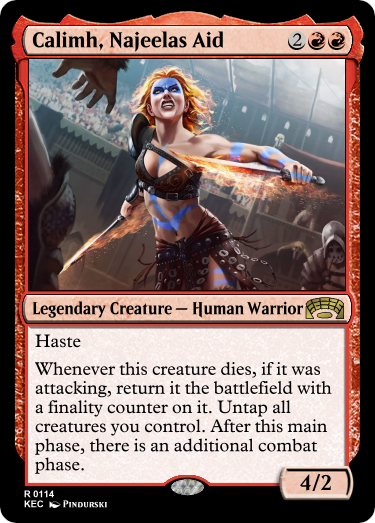 Calimh, Najeelas Aid 2
Legendary Creature — Human Warrior
Haste
Whenever this creature dies, if it was
attacking, return it the battlefield with
a finality counter on it. Untap all
creatures you control. After this main
phase, there is an additional combat
phase.
4/2
R 0114
KEC PINDURSKI